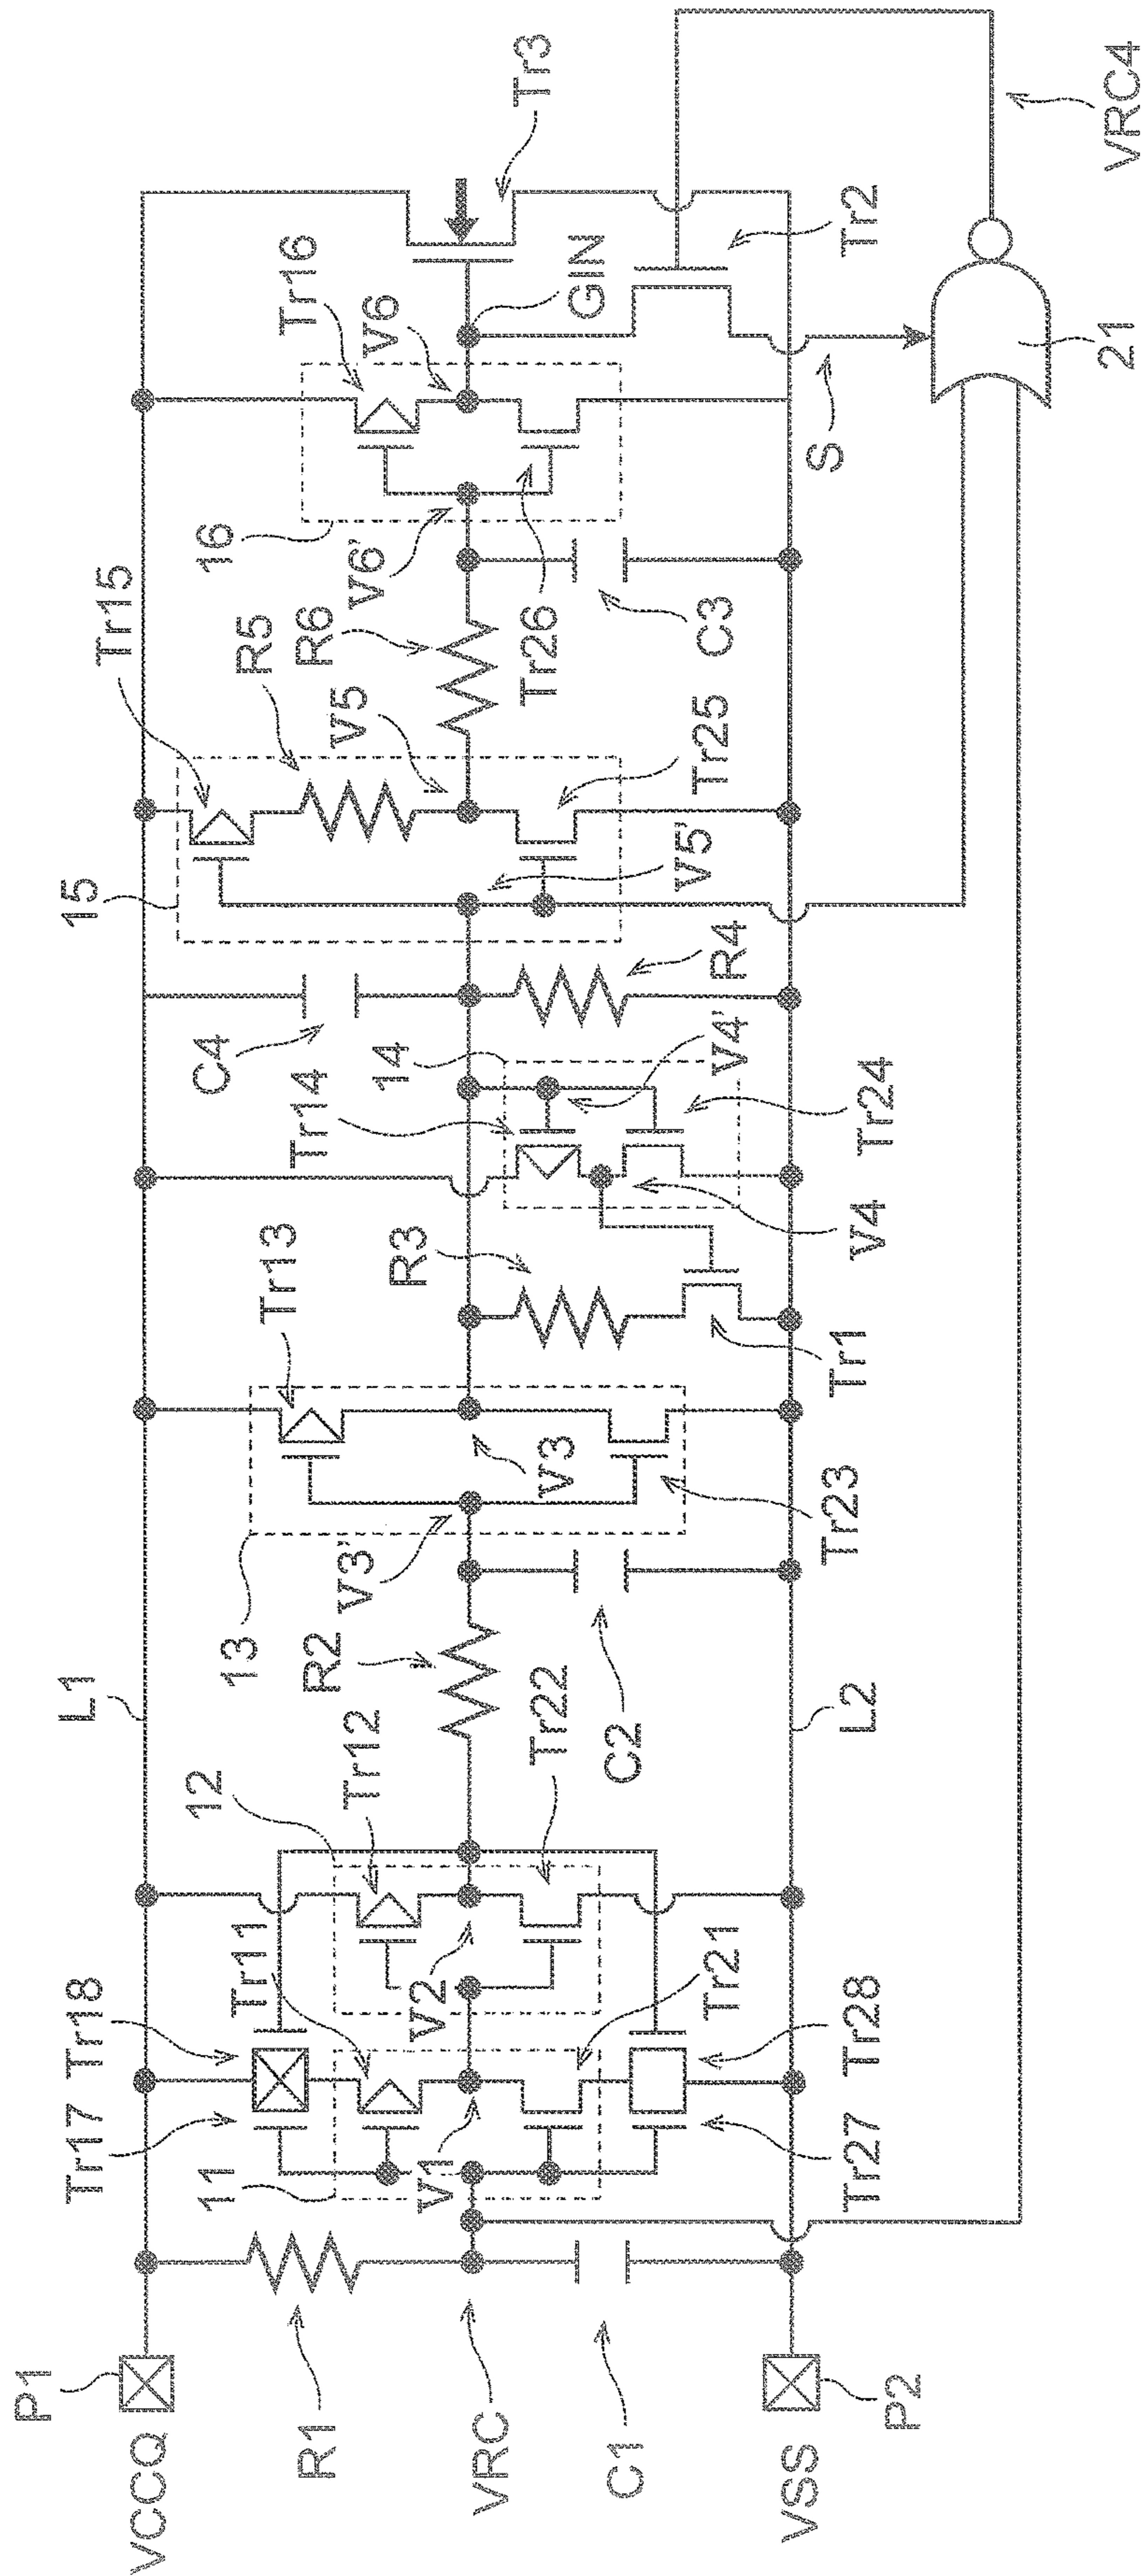 P1
VCCQ
R1
VRC
C1
VSS
P2
L1
L2
11
Tr17
Tr18
Tr11
V1
Tr21
Tr27
Tr28
12
Tr12
V2
Tr22
R2
C2
13
Tr13
V3'
V3
Tr23
R3
Tr1
14
Tr14
V4'
V4
Tr24
C4
R4
15
Tr15
R5
V5
V5'
Tr25
R6
C3
16
Tr16
V6'
V6
Tr26
GIN
Tr3
Tr2
S
21
VRC4